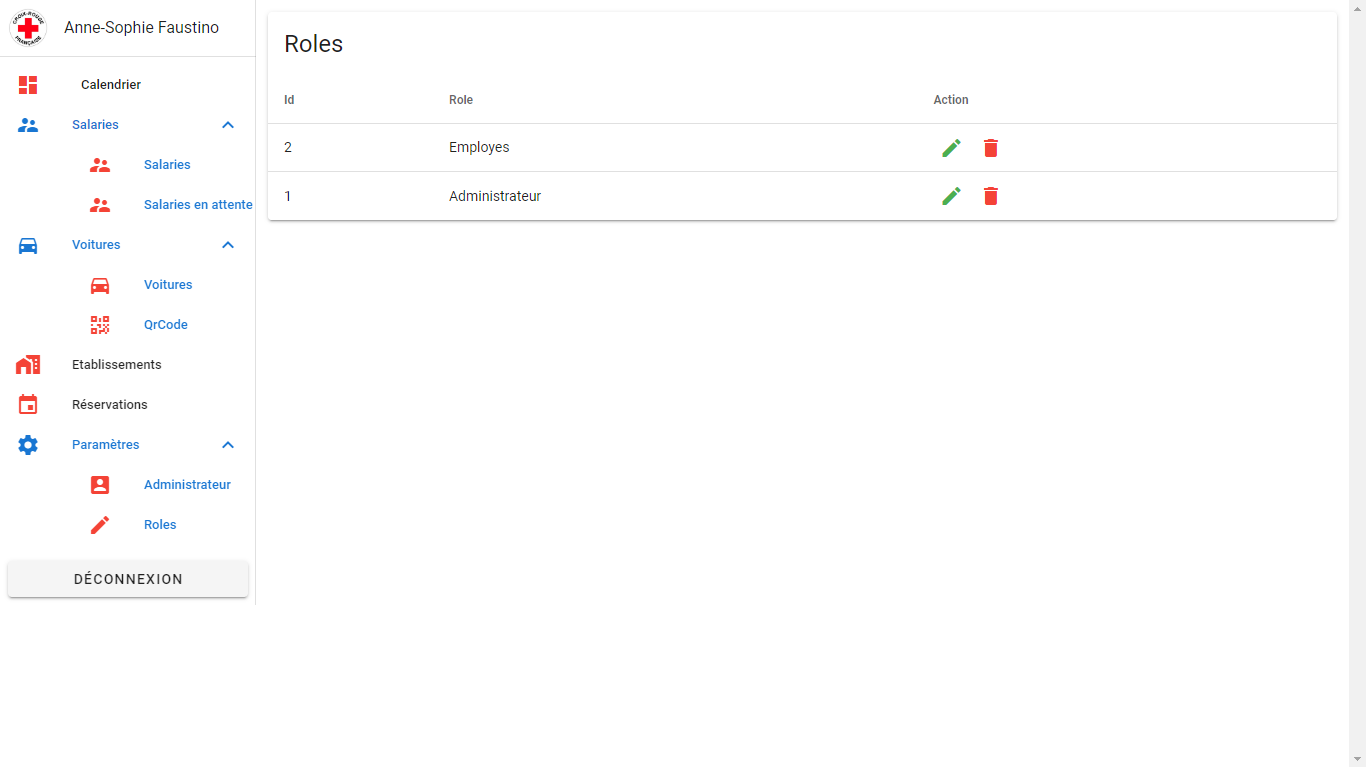 CROIX-ROUGE
FRANÇAISE
Anne-Sophie Faustino
Calendrier
Salaries
Salaries
Salaries en attente
Voitures
Voitures
QrCode
Etablissements
Réservations
Paramètres
Administrateur
Roles
DÉCONNEXION
Roles
Id Role Action
2 Employes
1 Administrateur